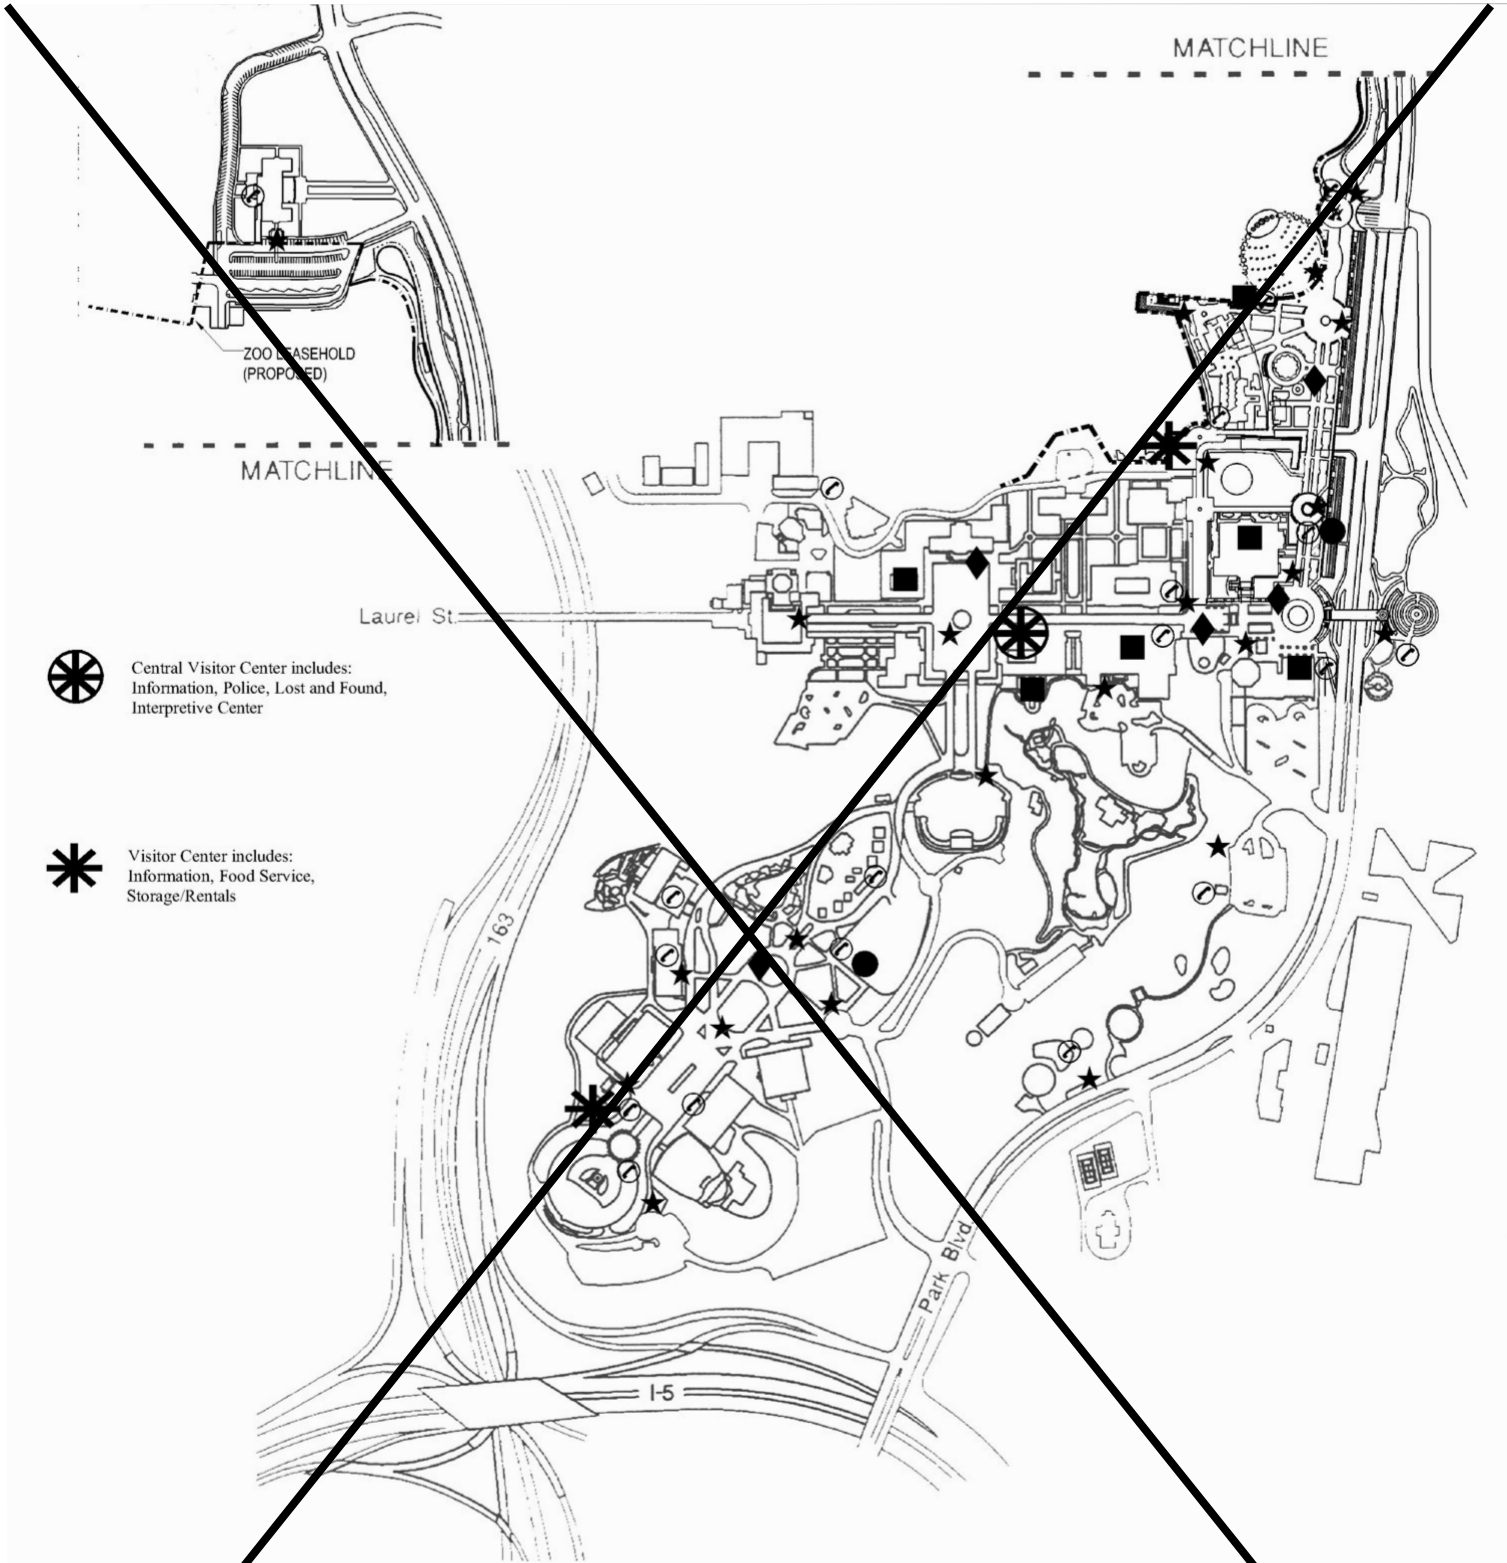 MATCHLINE
ZOO LEASEHOLD
(PROPOSED)
MATCHLINE
Laurel St.
Central Visitor Center includes:
Information, Police, Lost and Found,
Interpretive Center
Visitor Center includes:
Information, Food Service,
Storage/Rentals
163
Park Blvd
I-5